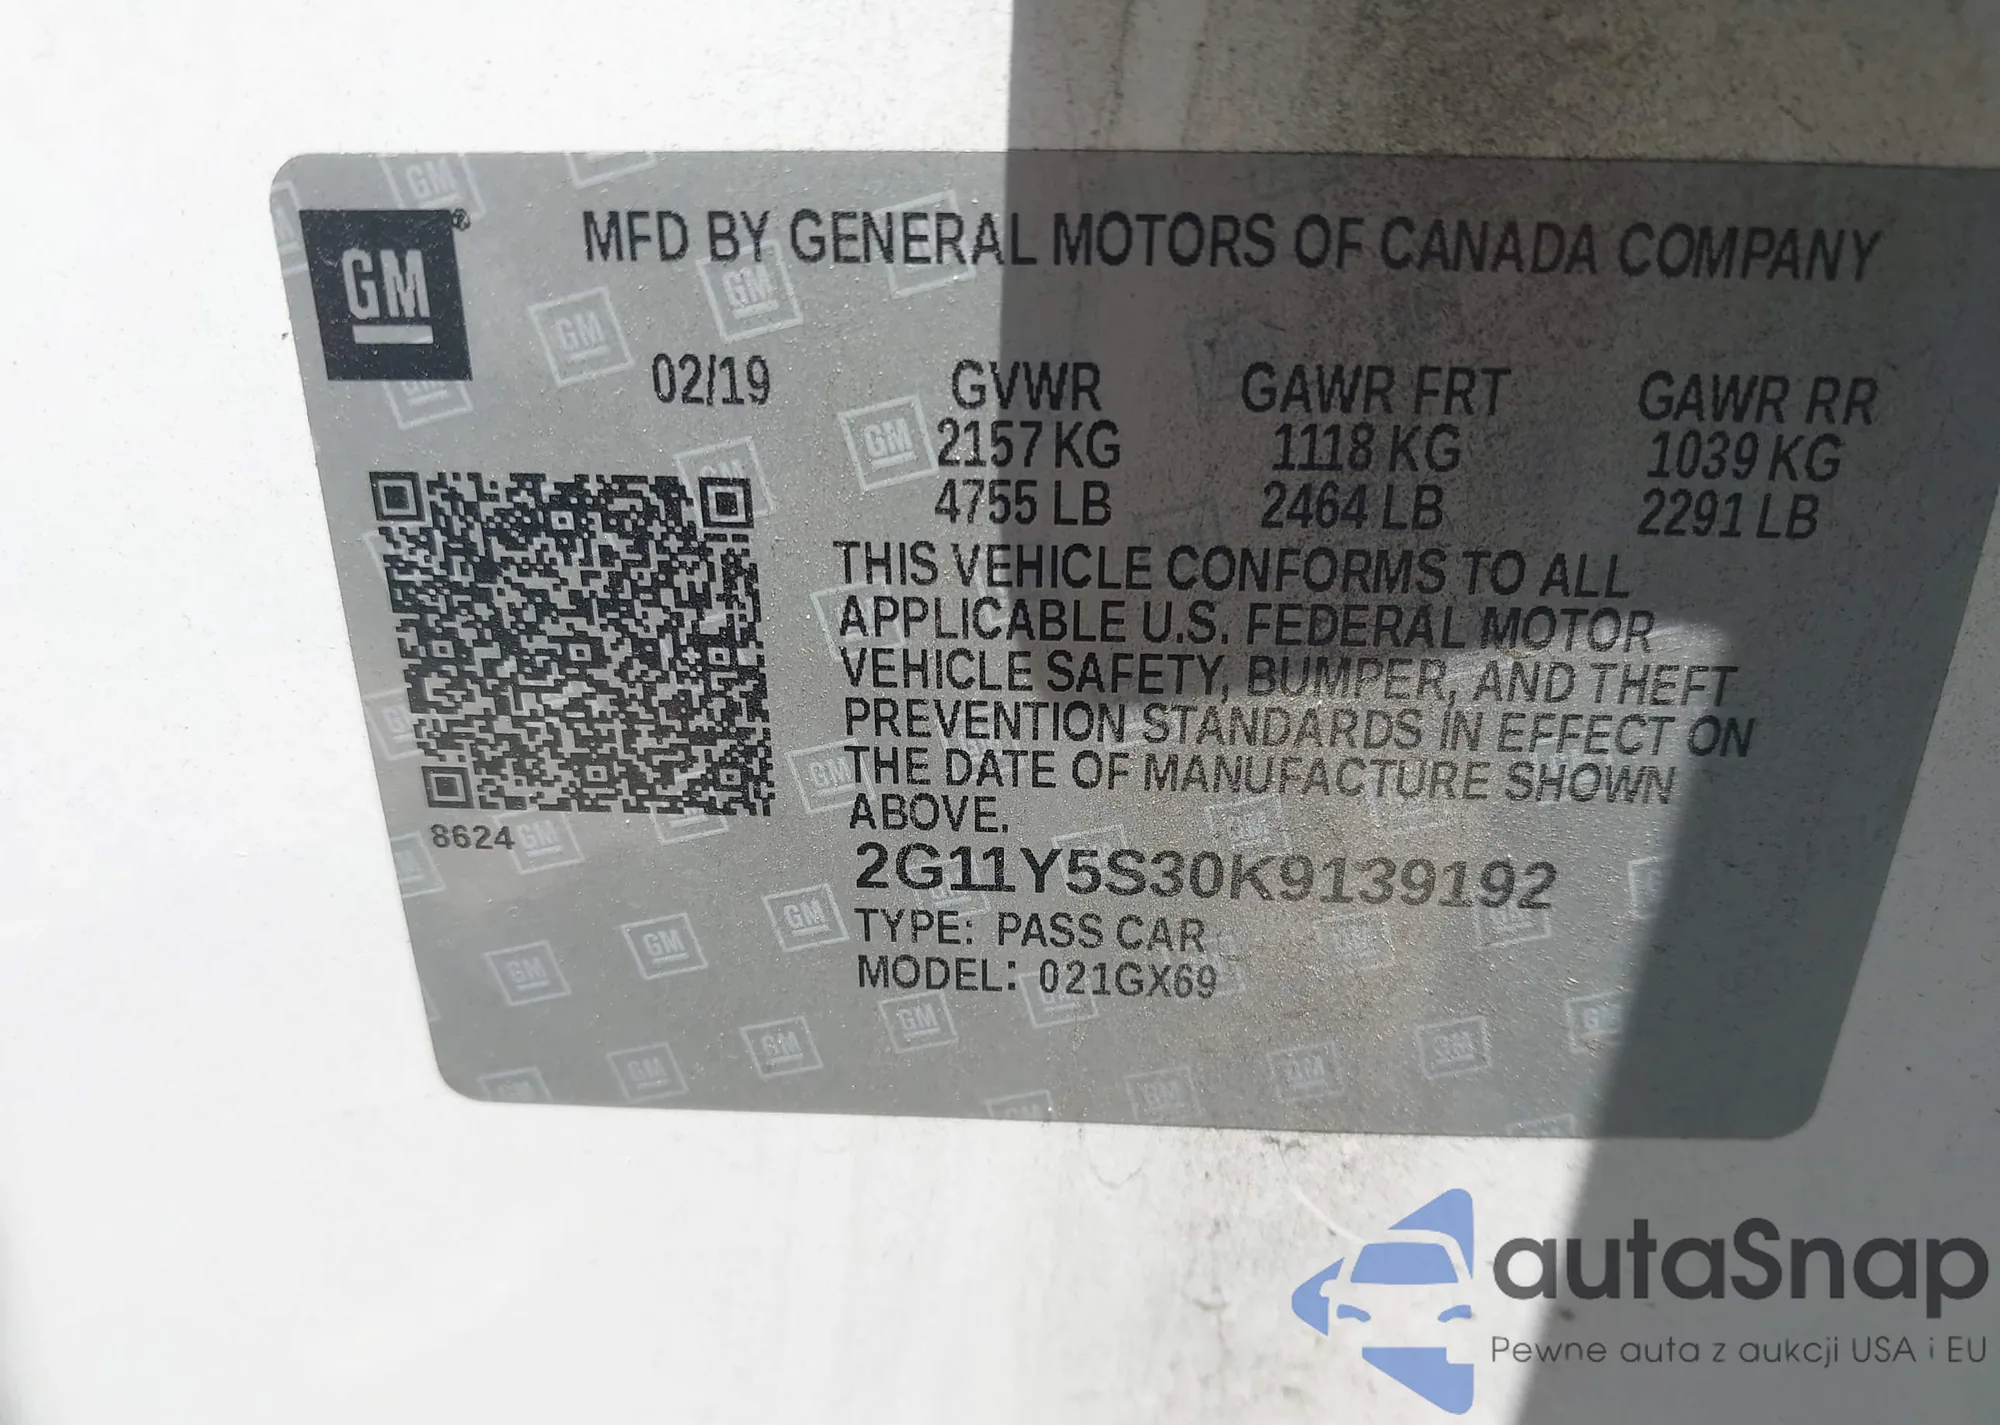 GM®
MFD BY GENERAL MOTORS OF CANADA COMPANY
02/19 GVWR GAWR FRT GAWR RR
2157 KG 1118 KG 1039 KG
4755 LB 2464 LB 2291 LB
THIS VEHICLE CONFORMS TO ALL
APPLICABLE U.S. FEDERAL MOTOR
VEHICLE SAFETY, BUMPER, AND THEFT
PREVENTION STANDARDS IN EFFECT ON
THE DATE OF MANUFACTURE SHOWN
ABOVE.
8624
2G11Y5S30K9139192
TYPE: PASS CAR
MODEL: 021GX69
autaSnap
Pewne auta z aukcji USA i EU